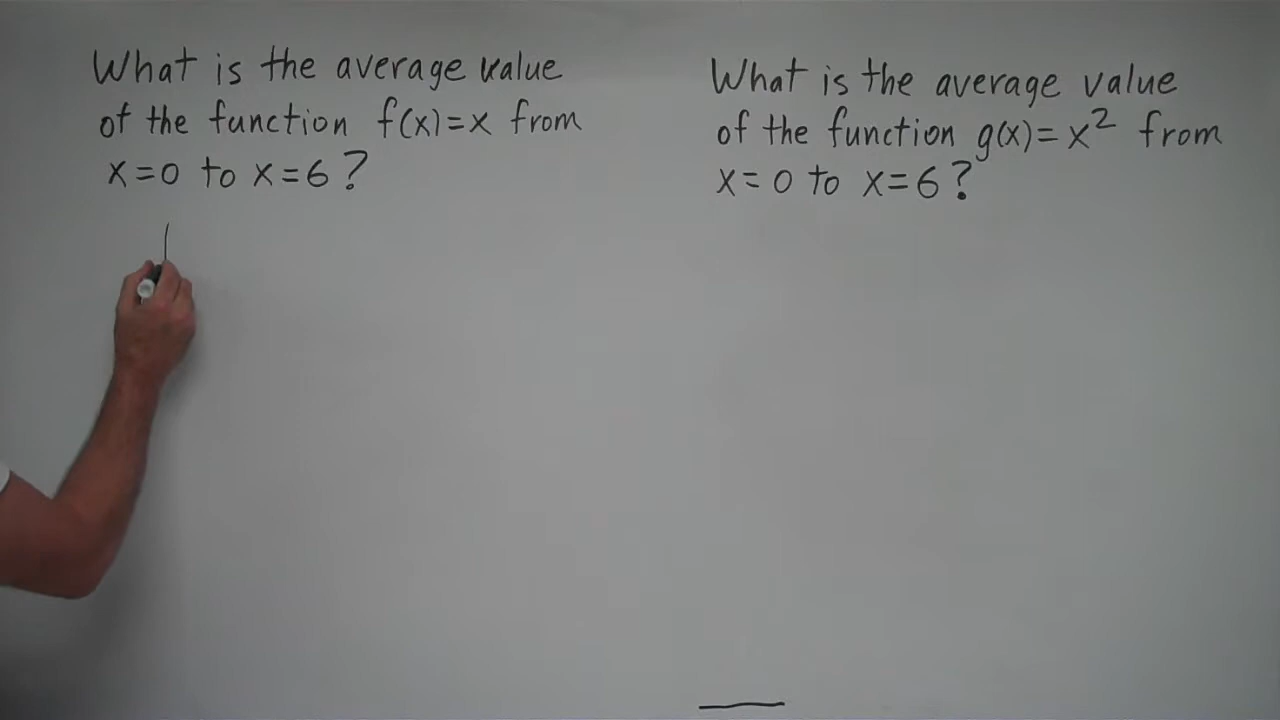 What is the average value
of the function f(x)=x from
x=0 to x=6?
What is the average value
of the function g(x)=x²  from
x=0 to x=6?